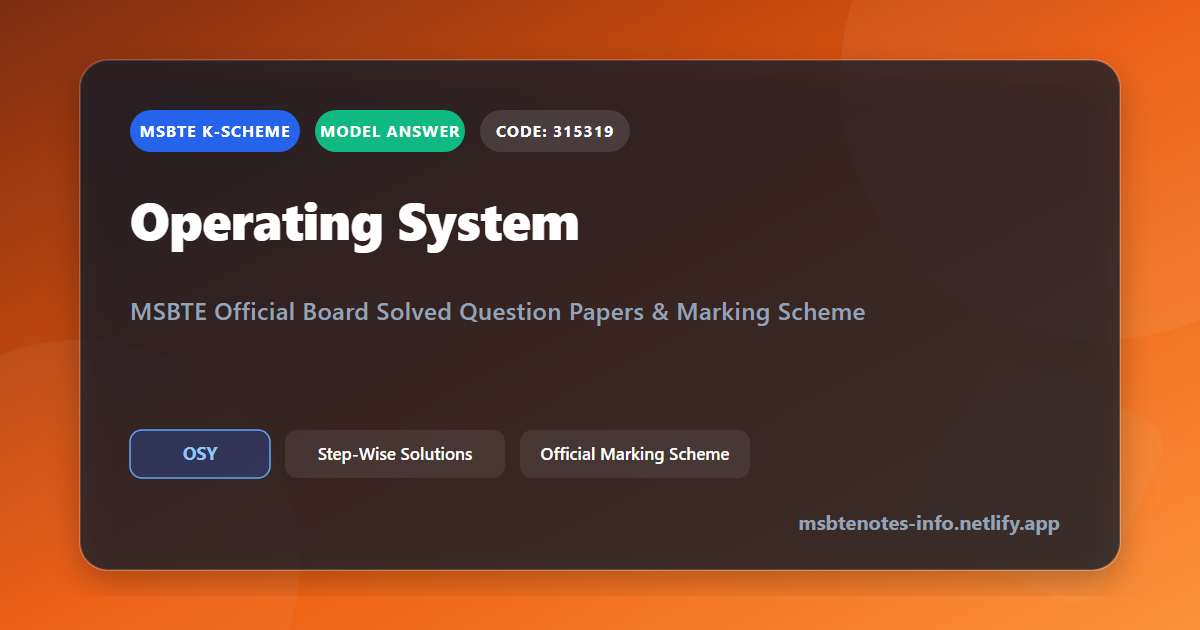 MSBTE K-SCHEME
MODEL ANSWER
CODE: 315319
Operating System
MSBTE Official Board Solved Question Papers & Marking Scheme
OSY
Step-Wise Solutions
Official Marking Scheme
msbtenotes-info.netlify.app